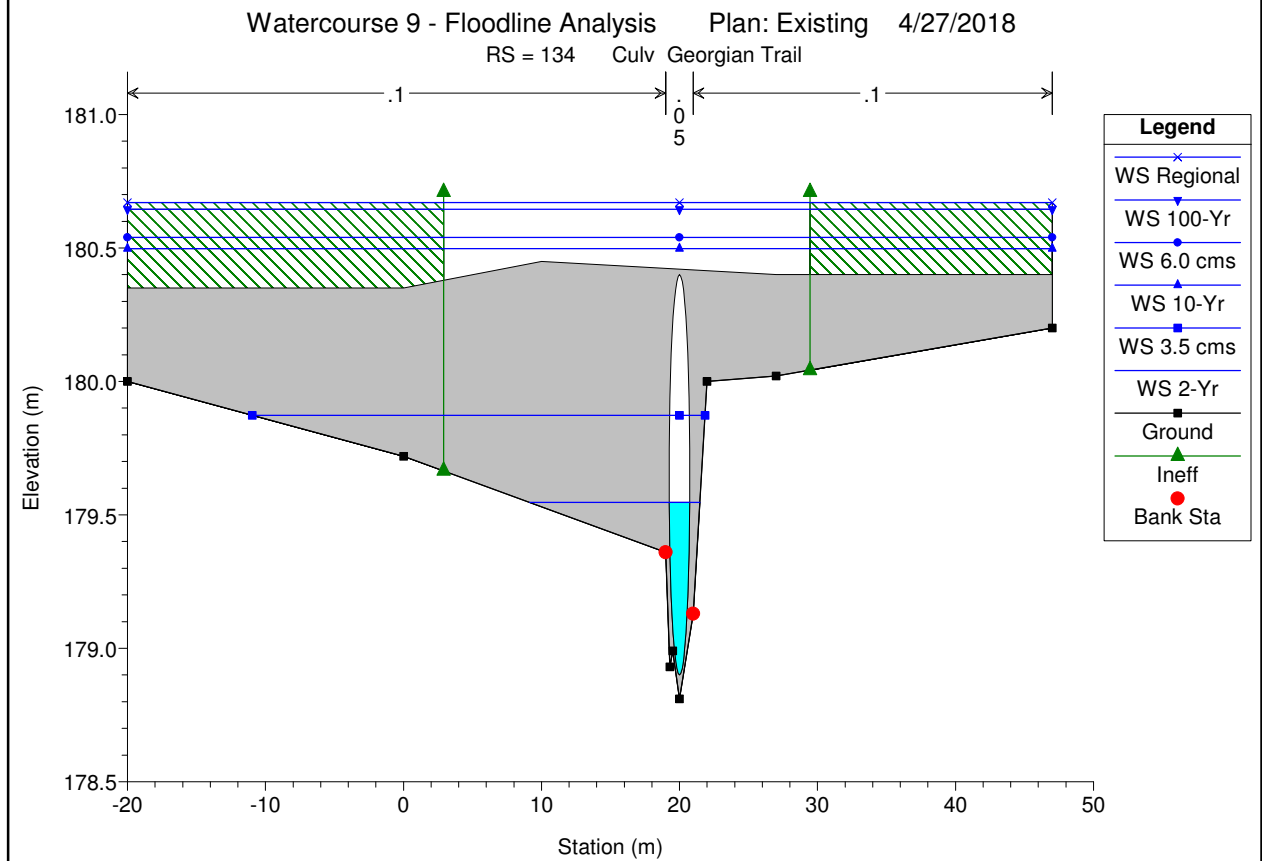 Watercourse 9 - Floodline Analysis Plan: Existing 4/27/2018
RS = 134 Culv Georgian Trail
.1
.05
.1
181.0
180.5
180.0
179.5
179.0
178.5
Elevation (m)
-20 -10 0 10 20 30 40 50
Station (m)
Legend
WS Regional
WS 100-Yr
WS 6.0 cms
WS 10-Yr
WS 3.5 cms
WS 2-Yr
Ground
Ineff
Bank Sta